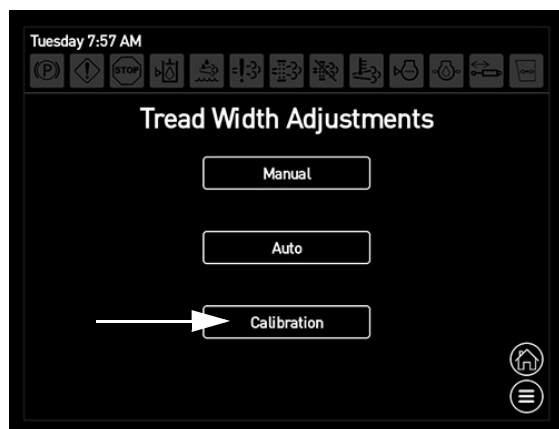 Tuesday 7:57 AM
P STOP
Tread Width Adjustments
Manual
Auto
Calibration